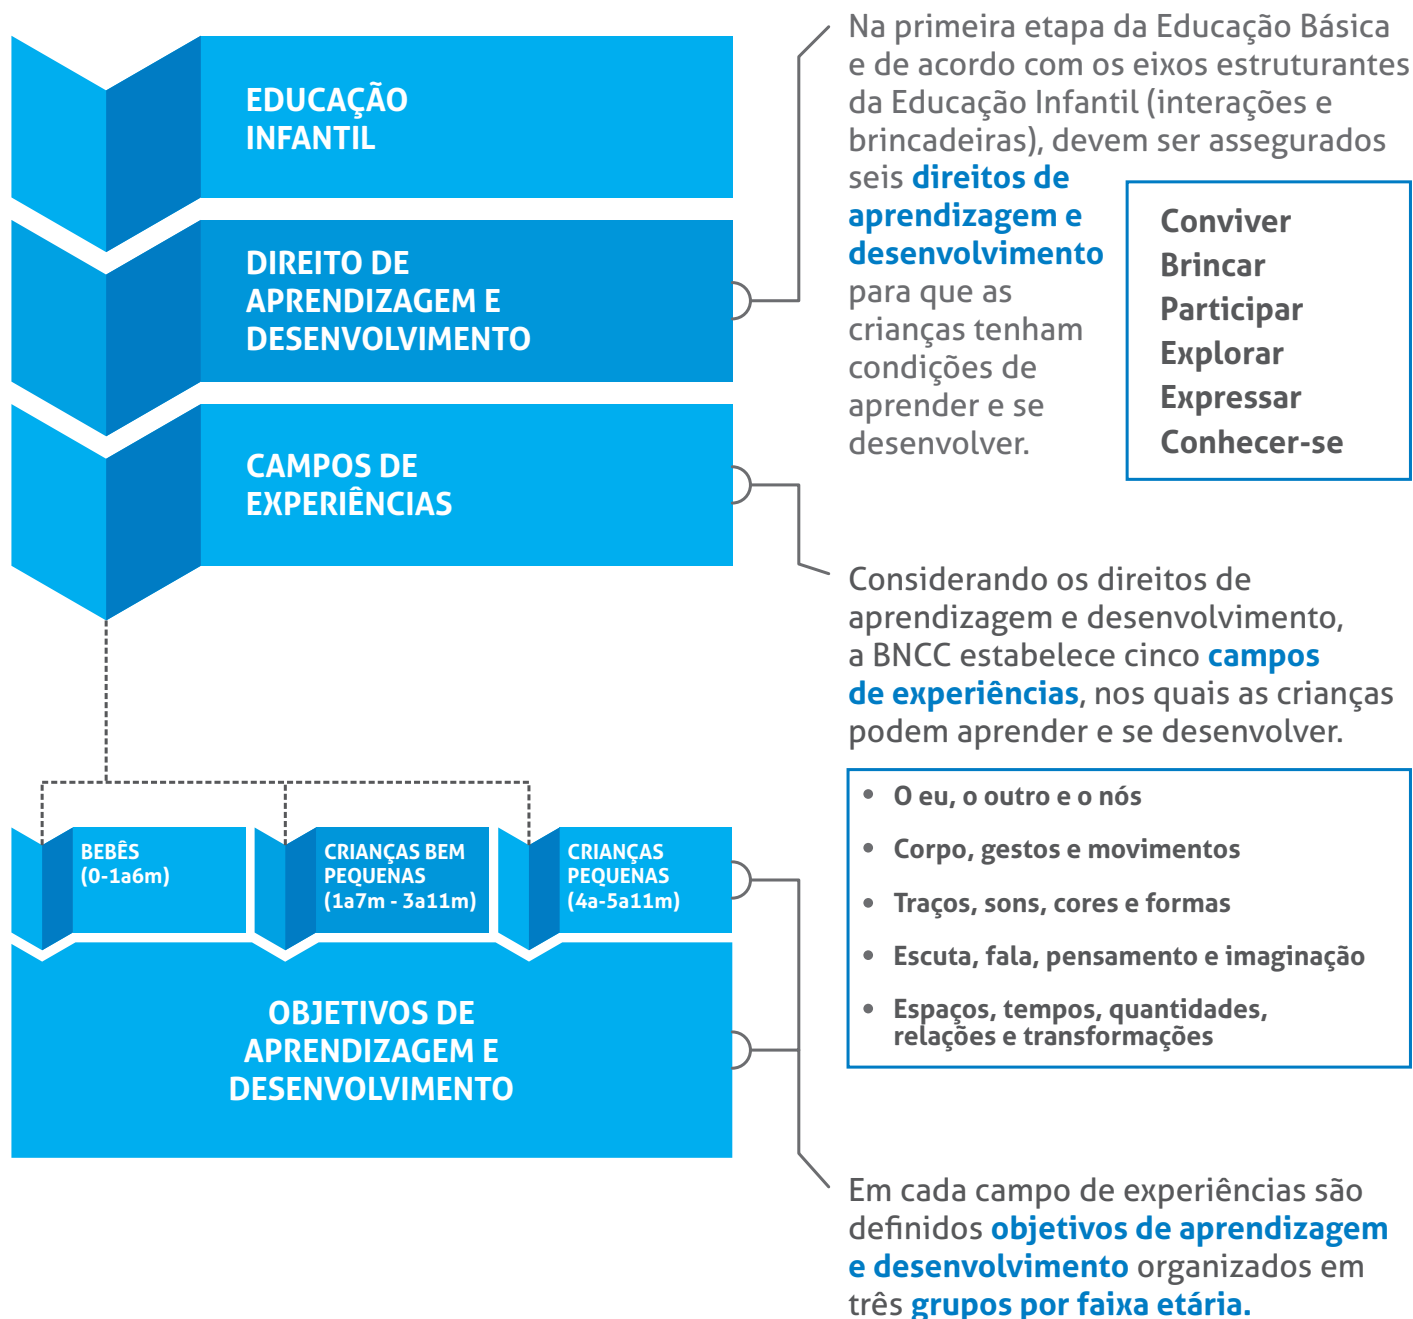 EDUCAÇÃO
INFANTIL
DIREITO DE
APRENDIZAGEM E
DESENVOLVIMENTO
Na primeira etapa da Educação Básica
e de acordo com os eixos estruturantes
da Educação Infantil (interações e
brincadeiras), devem ser assegurados
seis direitos de
aprendizagem e
desenvolvimento
para que as
crianças tenham
condições de
aprender e se
desenvolver.
Conviver
Brincar
Participar
Explorar
Expressar
Conhecer-se
CAMPOS DE
EXPERIÊNCIAS
Considerando os direitos de
aprendizagem e desenvolvimento,
a BNCC estabelece cinco campos
de experiências, nos quais as crianças
podem aprender e se desenvolver.
• O eu, o outro e o nós
• Corpo, gestos e movimentos
• Traços, sons, cores e formas
• Escuta, fala, pensamento e imaginação
• Espaços, tempos, quantidades,
relações e transformações
BEBÊS
(0-1a6m)
CRIANÇAS BEM
PEQUENAS
(1a7m - 3a11m)
CRIANÇAS
PEQUENAS
(4a-5a11m)
OBJETIVOS DE
APRENDIZAGEM E
DESENVOLVIMENTO
Em cada campo de experiências são
definidos objetivos de aprendizagem
e desenvolvimento organizados em
três grupos por faixa etária.